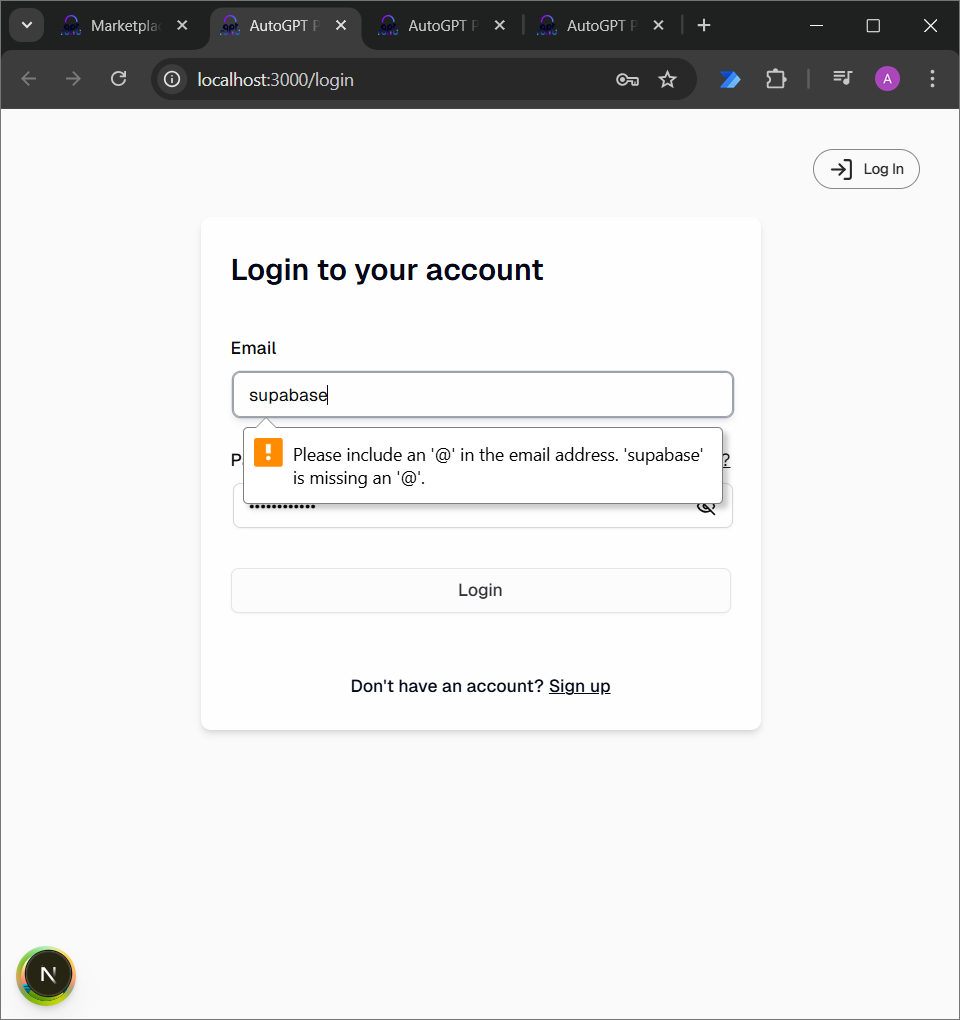 Marketpla
AutoGPT P
AutoGPT P
AutoGPT P
localhost:3000/login
A
Log In
Login to your account
Email
supabase
Please include an '@' in the email address. 'supabase'
is missing an '@'.
?
Login
Don't have an account? Sign up
N